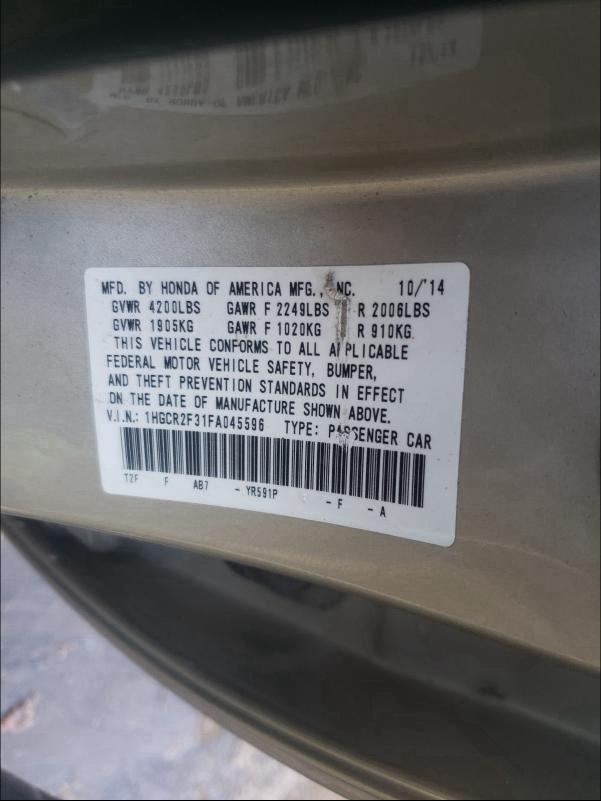 MFD. BY HONDA OF AMERICA MFG., INC. 10/'14
GVWR 4200LBS GAWR F 2249LBS R 2006LBS
GVWR 1905KG GAWR F 1020KG R 910KG
THIS VEHICLE CONFORMS TO ALL APPLICABLE
FEDERAL MOTOR VEHICLE SAFETY, BUMPER,
AND THEFT PREVENTION STANDARDS IN EFFECT
ON THE DATE OF MANUFACTURE SHOWN ABOVE.
V.I.N.: 1HGCR2F31FA045596 TYPE: PASSENGER CAR
T2F F AB7 - YR591P - F - A